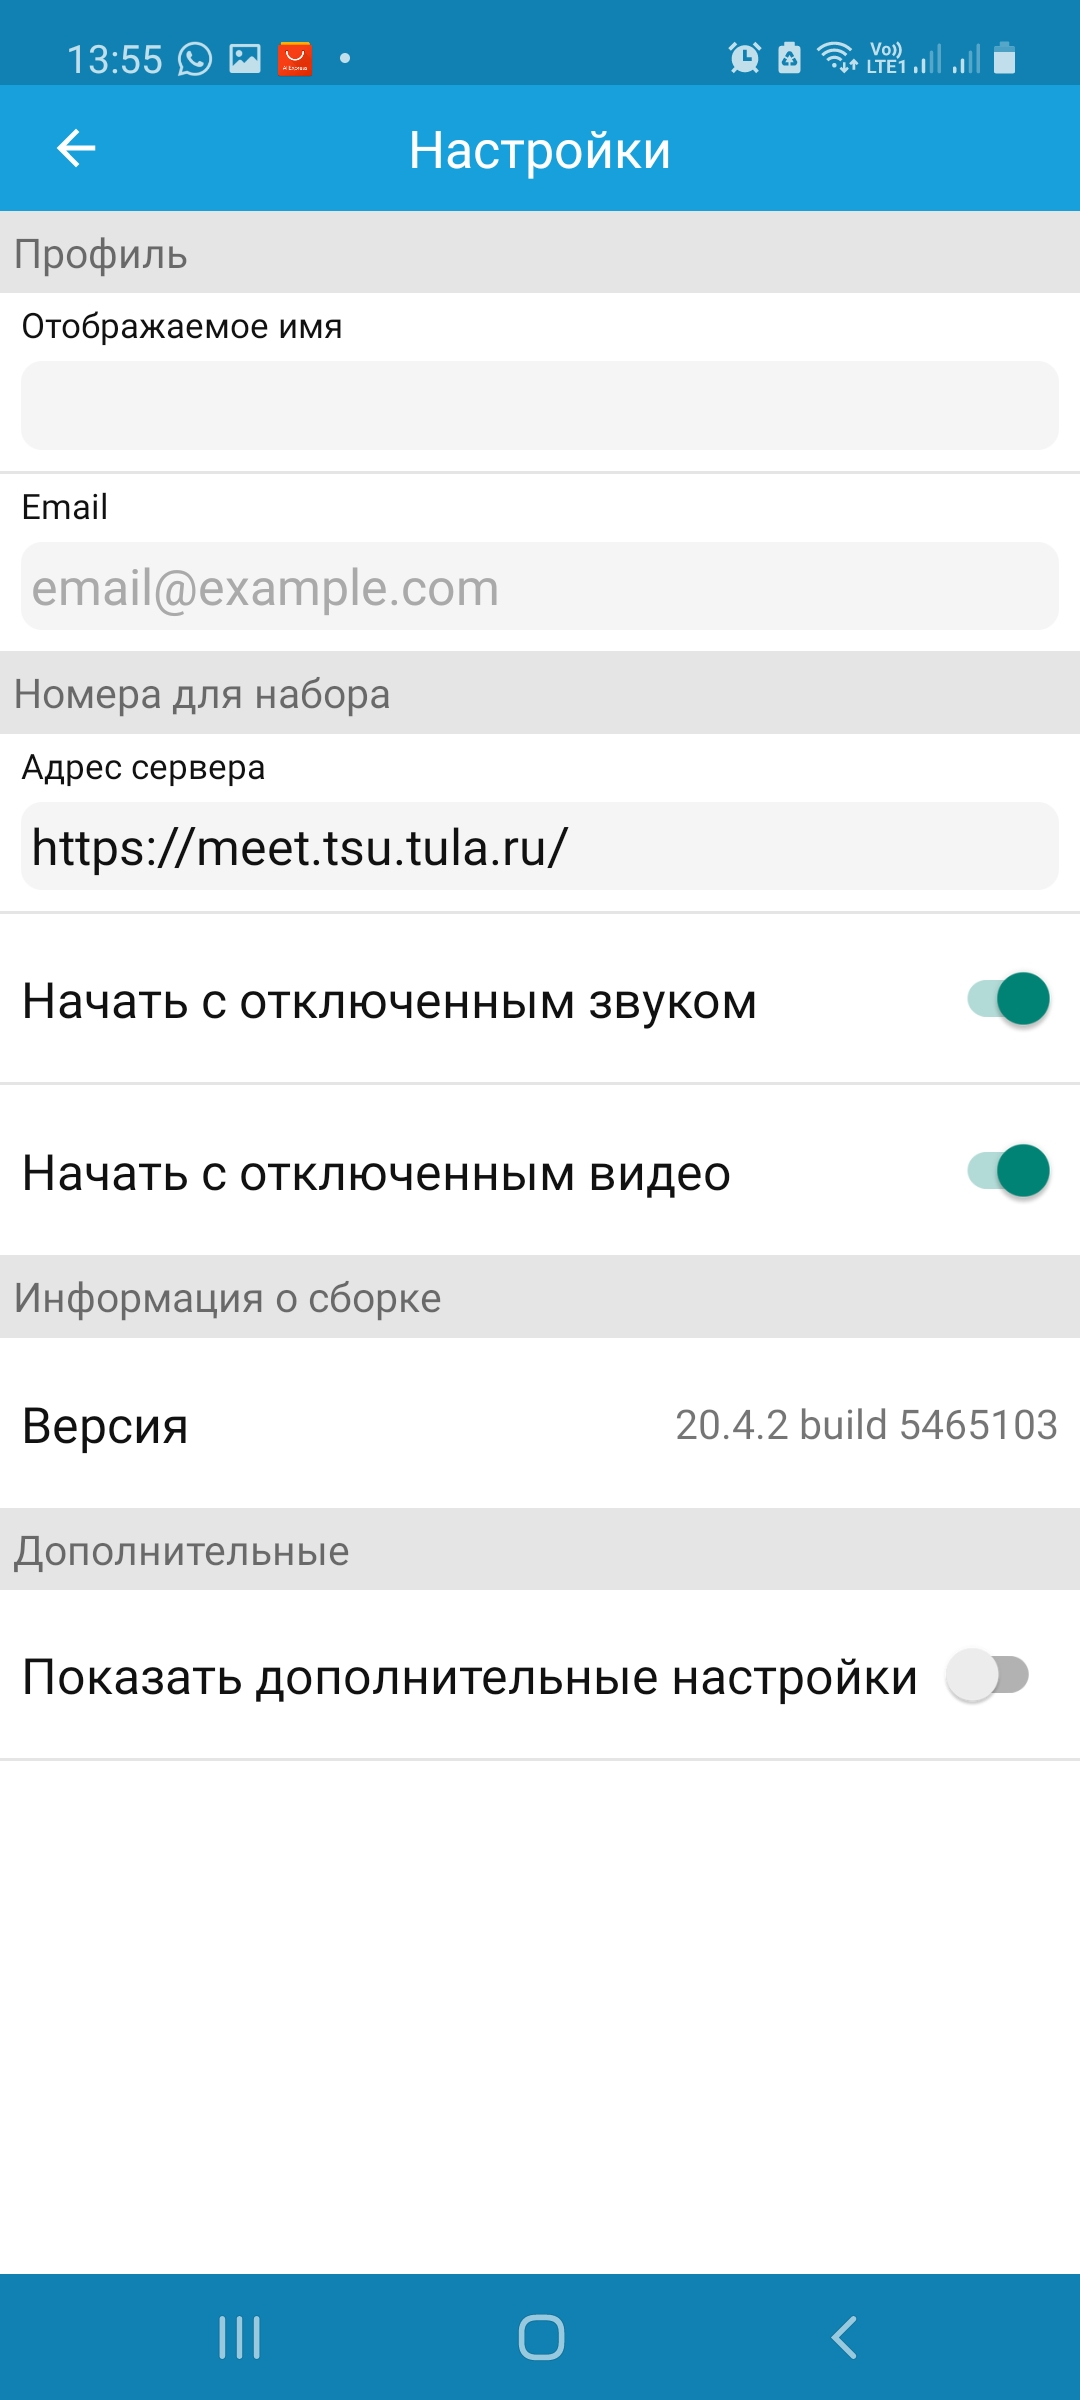 13:55
Vo))
LTE1
Настройки
Профиль
Отображаемое имя
Email
email@example.com
Номера для набора
Адрес сервера
https://meet.tsu.tula.ru/
Начать с отключенным звуком
Начать с отключенным видео
Информация о сборке
Версия 20.4.2 build 5465103
Дополнительные
Показать дополнительные настройки